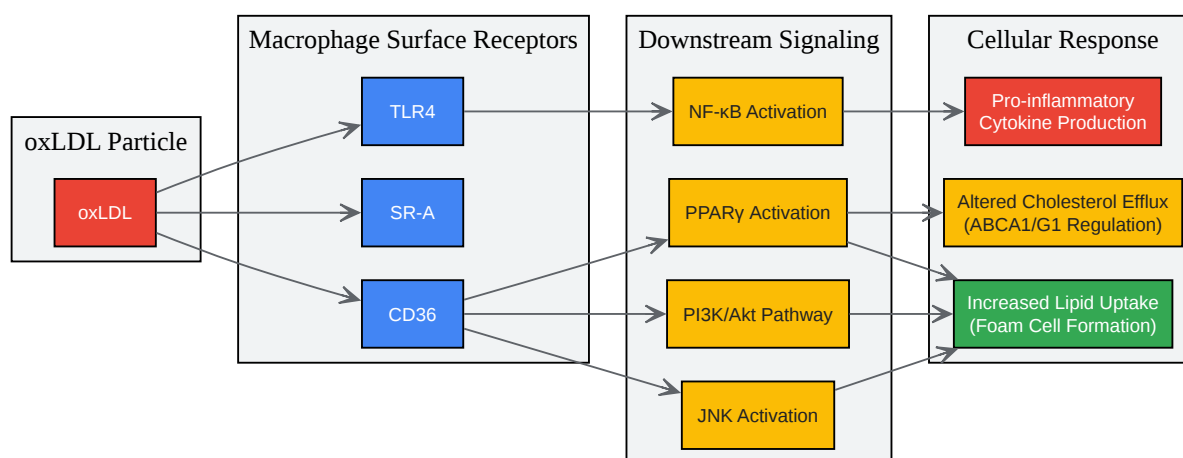 oxLDL Particle
oxLDL
Macrophage Surface Receptors
TLR4
SR-A
CD36
Downstream Signaling
NF-κB Activation
PPARγ Activation
PI3K/Akt Pathway
JNK Activation
Cellular Response
Pro-inflammatory
Cytokine Production
Altered Cholesterol Efflux
(ABCA1/G1 Regulation)
Increased Lipid Uptake
(Foam Cell Formation)